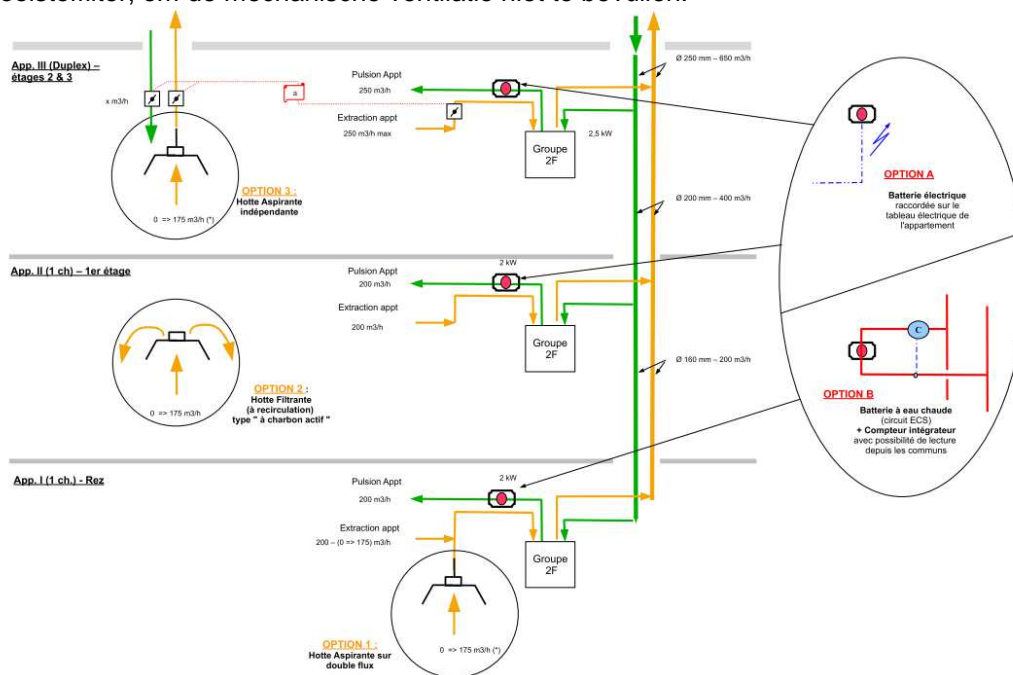 App. III (Duplex) –
étages 2 & 3
x m3/h
a
Pulsion Appt
250 m3/h
Extraction appt
250 m3/h max
Groupe
2F
2,5 kW
Ø 250 mm – 650 m3/h
0 => 175 m3/h (*)
OPTION 3 :
Hotte Aspirante
indépendante
Ø 200 mm – 400 m3/h
OPTION A
Batterie électrique
raccordée sur le
tableau électrique de
l'appartement
App. II (1 ch) – 1er étage
Pulsion Appt
200 m3/h
2 kW
Extraction appt
200 m3/h
Groupe
2F
0 => 175 m3/h
OPTION 2 :
Hotte Filtrante
(à recirculation)
type " à charbon actif "
Ø 160 mm – 200 m3/h
C
OPTION B
Batterie à eau chaude
(circuit ECS)
+ Compteur intégrateur
avec possibilité de lecture
depuis les communs
App. I (1 ch.) - Rez
Pulsion Appt
200 m3/h
2 kW
Extraction appt
200 – (0 => 175) m3/h
Groupe
2F
0 => 175 m3/h (*)
OPTION 1 :
Hotte Aspirante sur
double flux